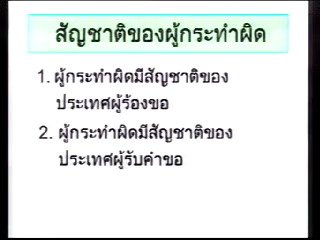 สัญชาติของผู้กระทำผิด
1. ผู้กระทำผิดมีสัญชาติของ
ประเทศผู้ร้องขอ
2. ผู้กระทำผิดมีสัญชาติของ
ประเทศผู้รับคำขอ